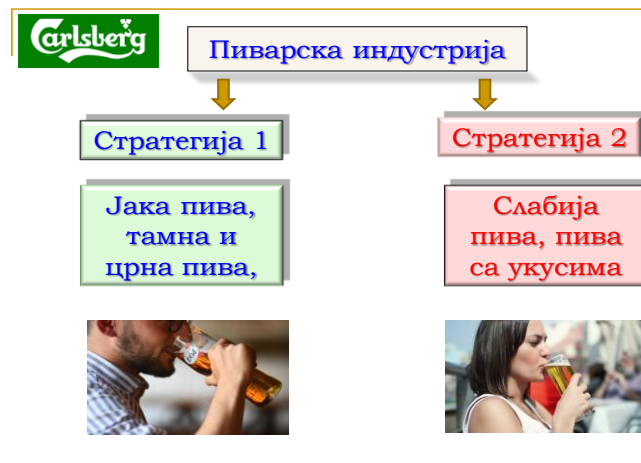 Carlsberg
Пиварска индустрија
Стратегија 1
Стратегија 2
Јака пива,
тамна и
црна пива,
Слабија
пива, пива
са укусима